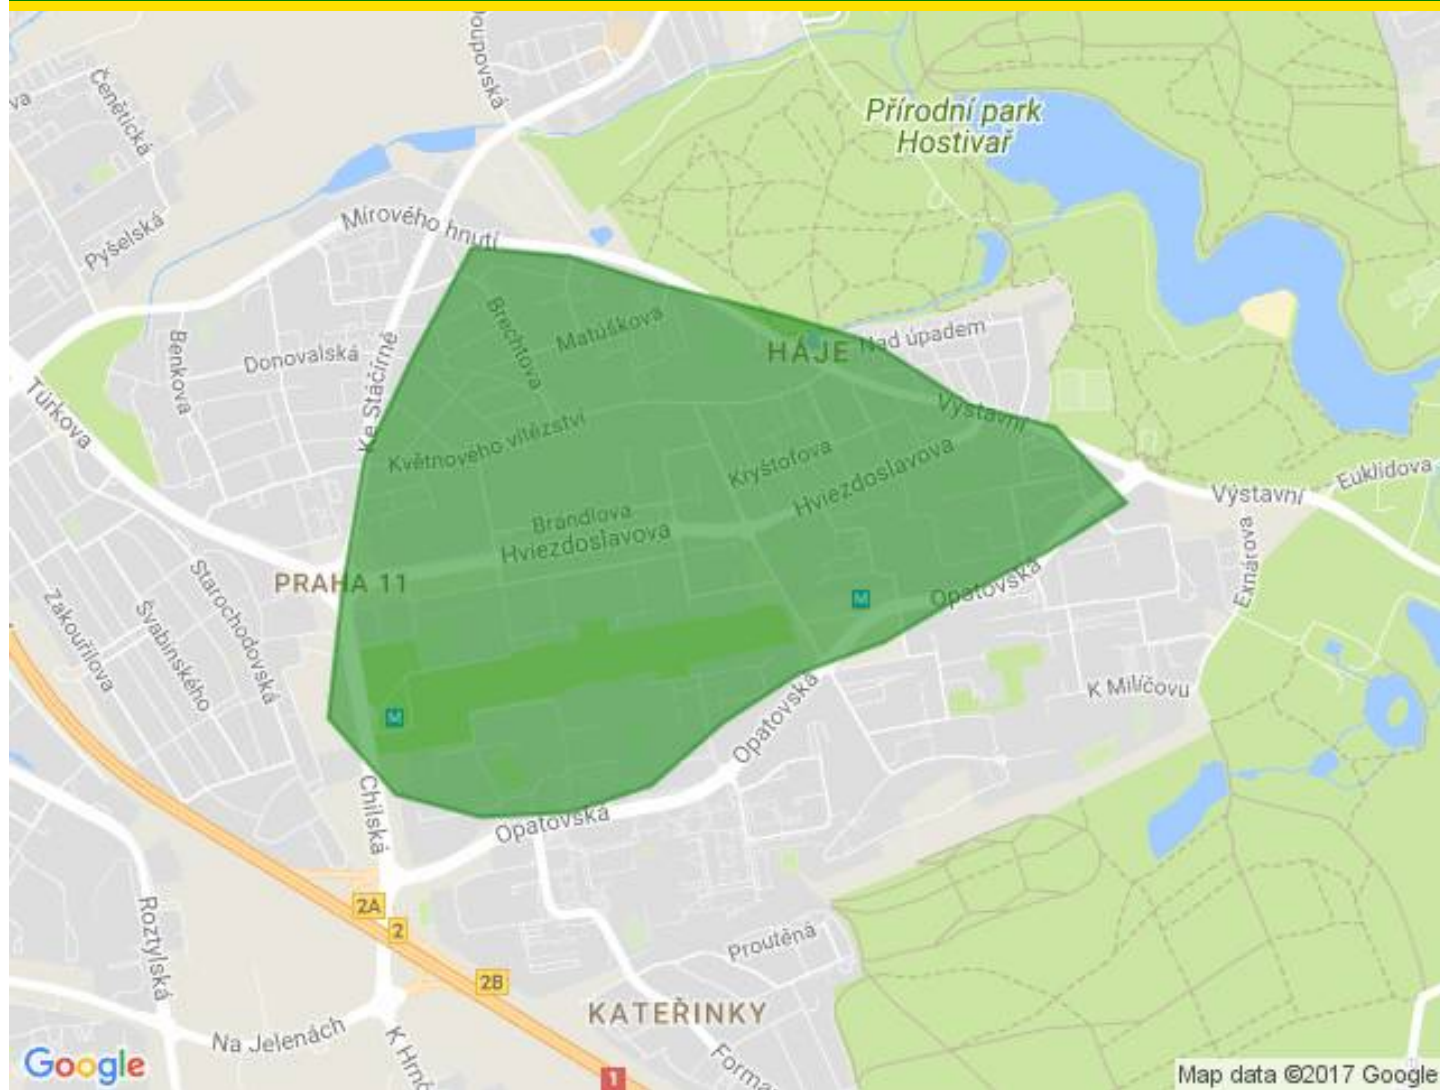 Čenětická
Přírodní park
Hostivař
Mírového hnutí
Pyšelská
Brechtova
Matuškova
HÁJE
Nad úpadem
Benkova
Donovalská
Ke Stáčírně
Türkova
Květnového vítězství
Výstavní
Kryštofova
Hviezdoslavova
Euklidova
Výstavní
Brandlova
Hviezdoslavova
PRAHA 11
Exnárova
Opatovská
M
Starochodovská
Švabinského
Zakouřilova
K Milíčovu
M
Opatovská
Chilská
Opatovská
2A
2
Roztylská
Proutěná
2B
KATEŘINKY
Na Jelenách
Google
1
Map data ©2017 Google